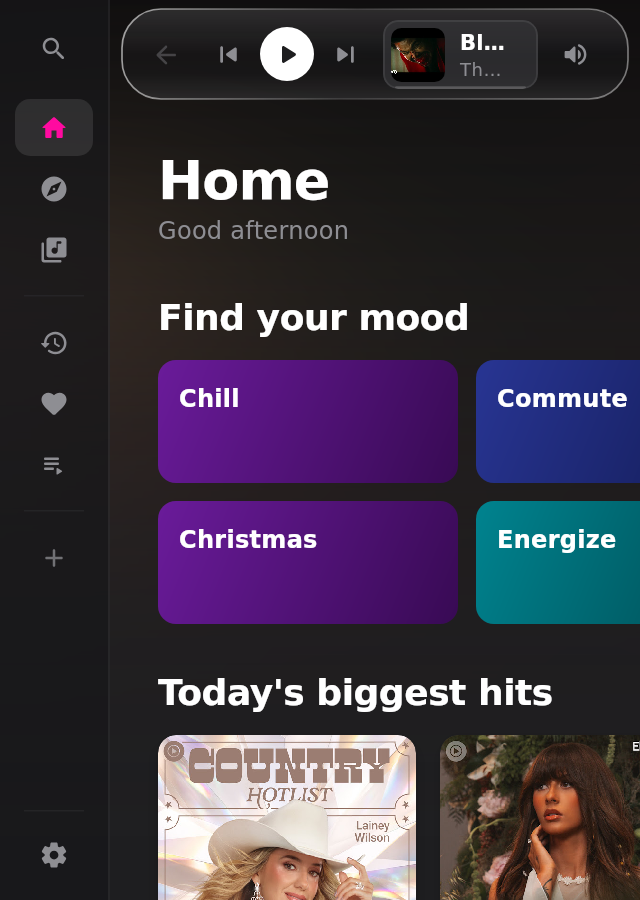 Bl...
Th...
Home
Good afternoon
Find your mood
Chill
Commute
Christmas
Energize
Today's biggest hits
COUNTRY
HOTLIST
Lainey
Wilson